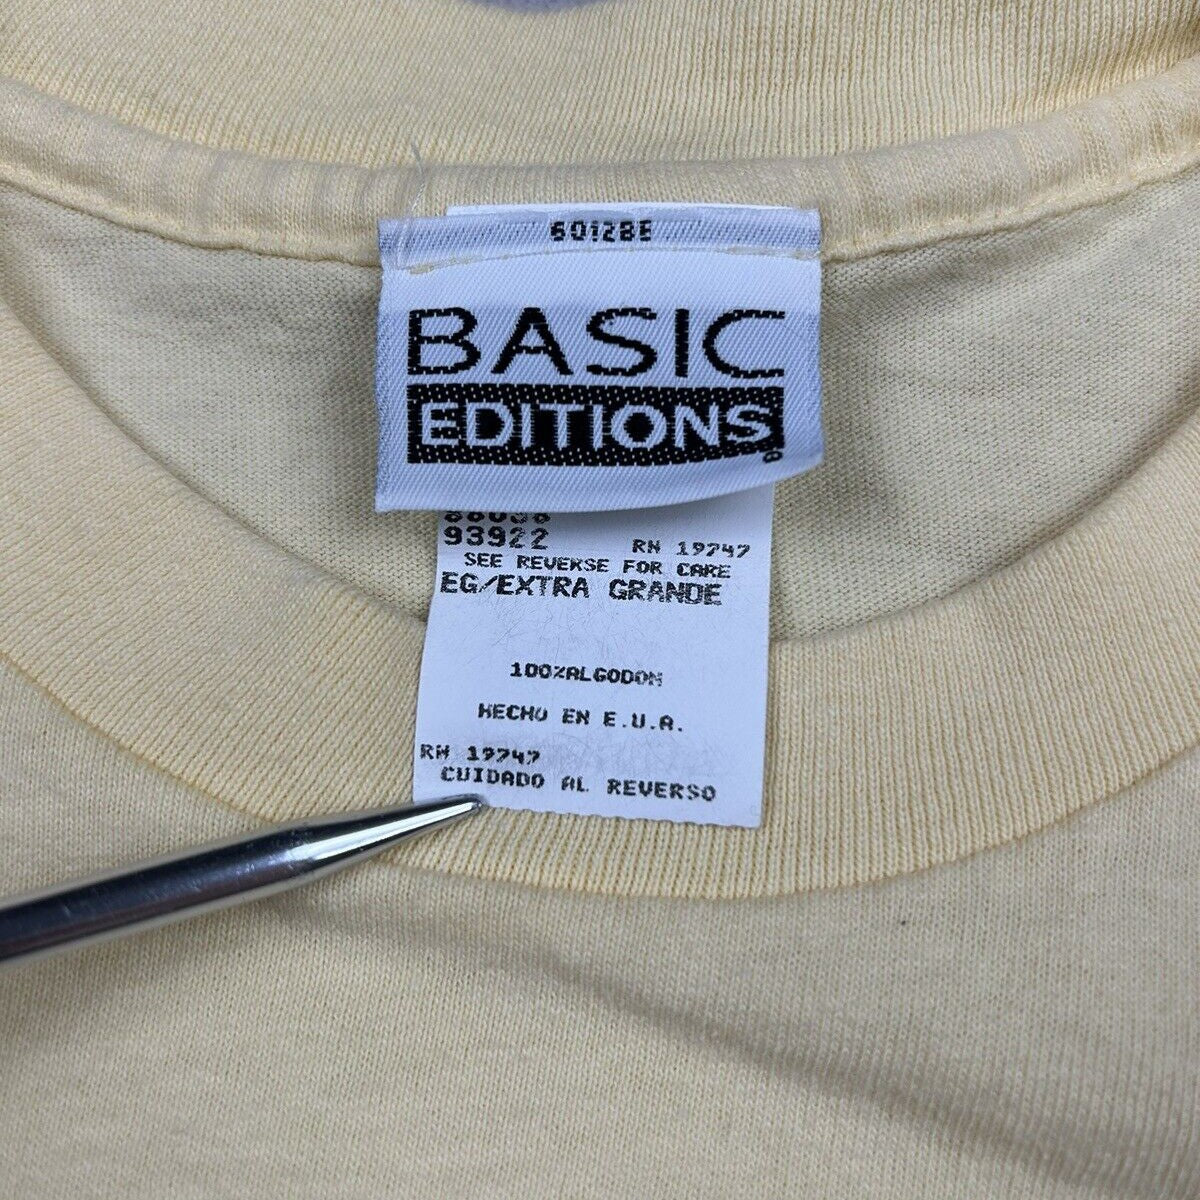 60128E
BASIC
EDITIONS
®
93922 RN 19747
SEE REVERSE FOR CARE
EG/EXTRA GRANDE
100%ALGODON
HECHO EN E.U.A.
RN 19747
CUIDADO AL REVERSO